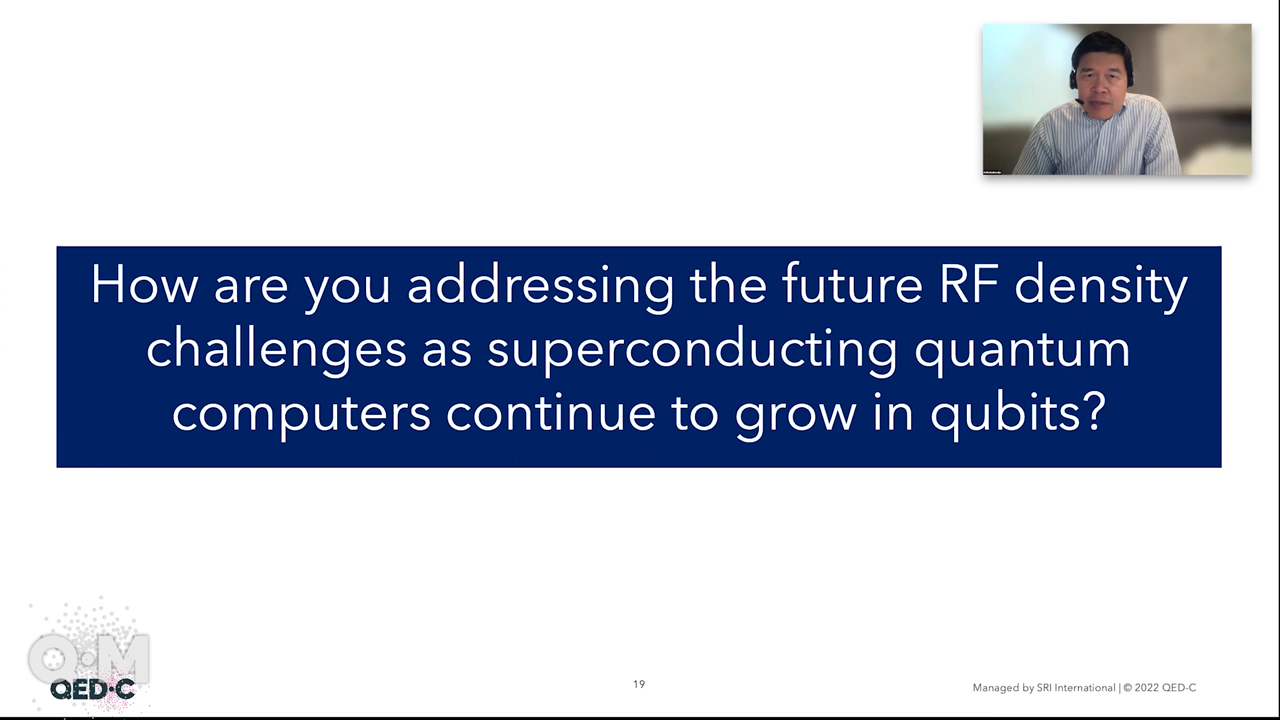 How are you addressing the future RF density
challenges as superconducting quantum
computers continue to grow in qubits?
Q.M
QED·C
19
Managed by SRI International | © 2022 QED-C